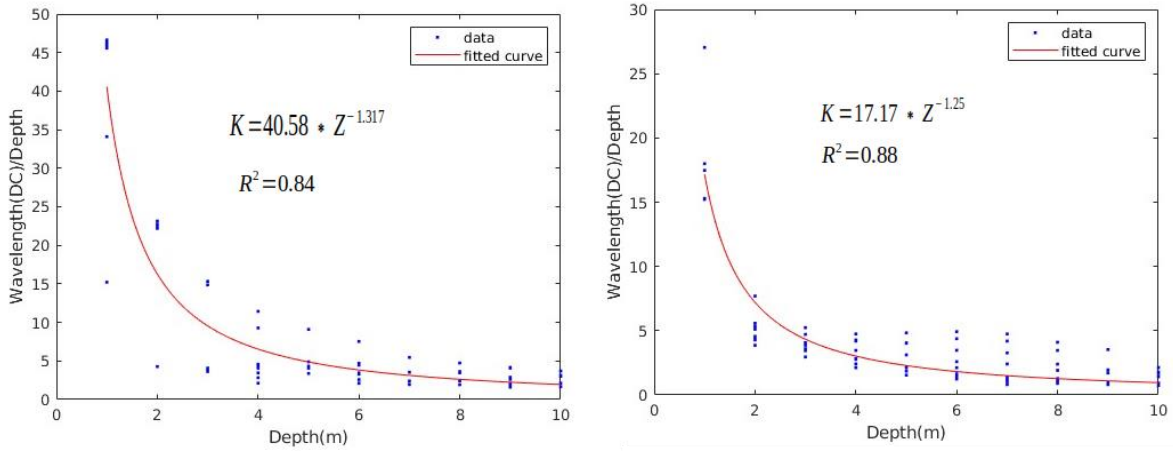 50
45
40
35
30
25
20
15
10
5
0
Wavelength(DC)/Depth
data
fitted curve
K=40.58 * Z^-1.317
R^2=0.84
0 2 4 6 8 10
Depth(m)
30
25
20
15
10
5
0
Wavelength(DC)/Depth
data
fitted curve
K=17.17 * Z^-1.25
R^2=0.88
0 2 4 6 8 10
Depth(m)